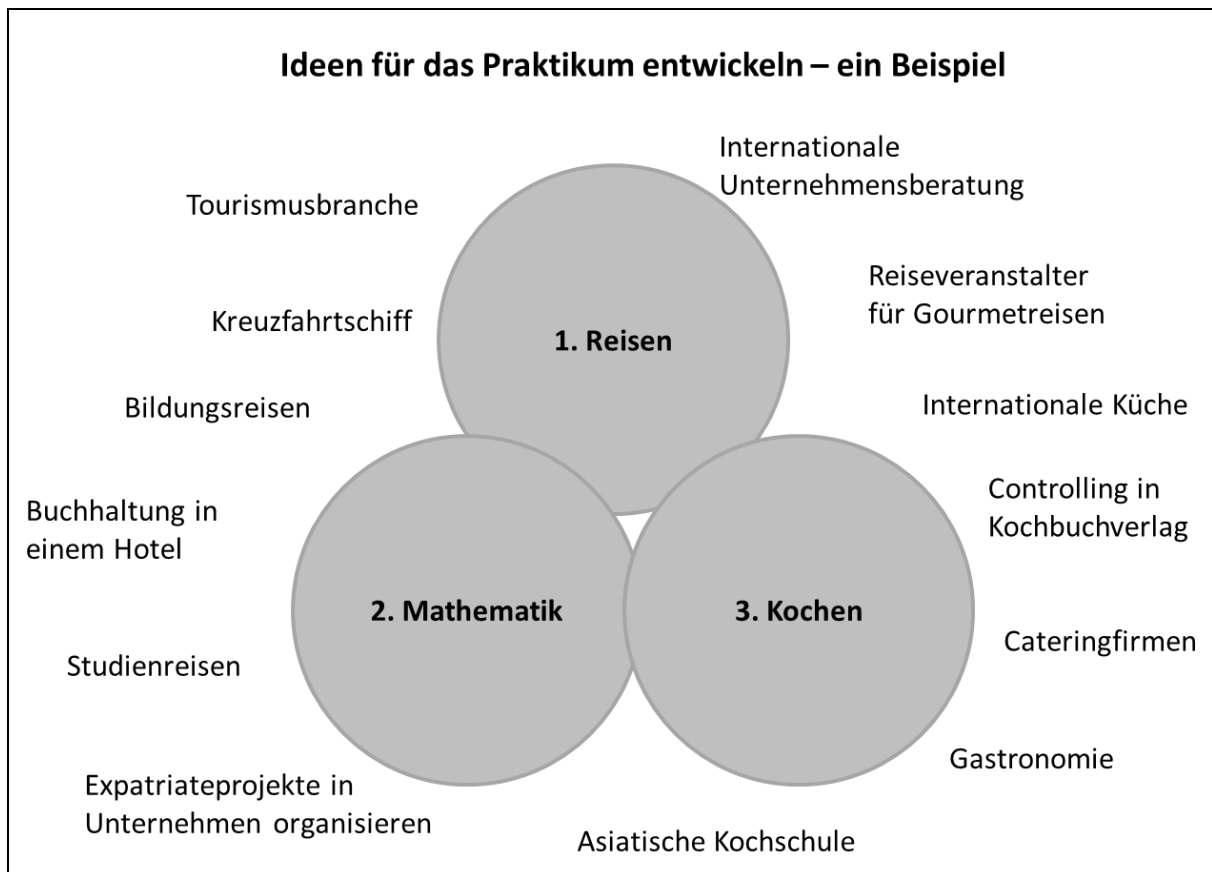 Ideen für das Praktikum entwickeln – ein Beispiel
Internationale
Unternehmensberatung
Tourismusbranche
Reiseveranstalter
für Gourmetreisen
Kreuzfahrtschiff
1. Reisen
Bildungsreisen
Internationale Küche
Controlling in
Kochbuchverlag
Buchhaltung in
einem Hotel
2. Mathematik
3. Kochen
Cateringfirmen
Studienreisen
Gastronomie
Expatriateprojekte in
Unternehmen organisieren
Asiatische Kochschule